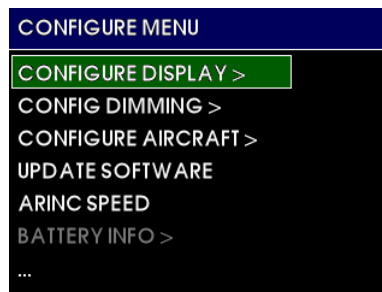 CONFIGURE MENU
CONFIGURE DISPLAY >
CONFIG DIMMING >
CONFIGURE AIRCRAFT >
UPDATE SOFTWARE
ARINC SPEED
BATTERY INFO >
...